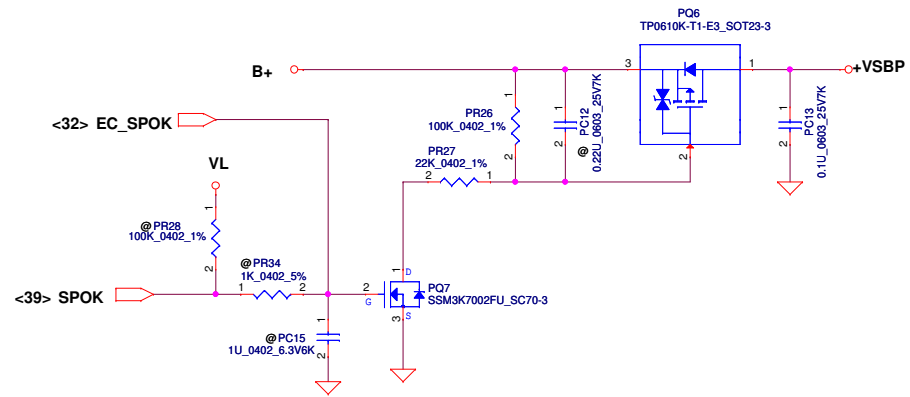 PQ6
TP0610K-T1-E3_SOT23-3
B+
3
1
+VSBP
1
PR26
100K_0402_1%
2
1
PC12
0.22U_0603_25V7K
@
2
2
1
PC13
0.1U_0603_25V7K
2
<32> EC_SPOK
PR27
22K_0402_1%
2
1
VL
1
@ PR28
100K_0402_1%
2
@ PR34
1K_0402_5%
<39> SPOK
1
2
2
G
1
D
PQ7
SSM3K7002FU_SC70-3
3
S
1
@ PC15
1U_0402_6.3V6K
2